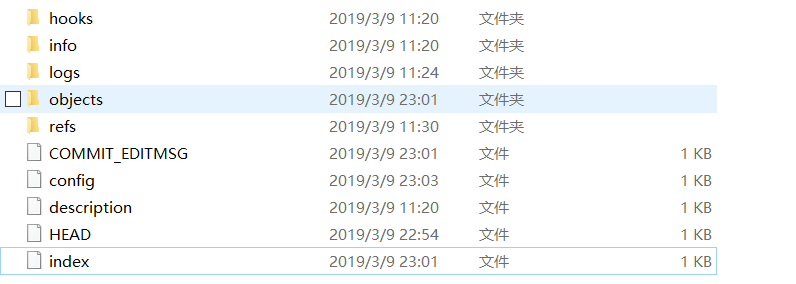 hooks 2019/3/9 11:20 文件夹
info 2019/3/9 11:20 文件夹
logs 2019/3/9 11:24 文件夹
objects 2019/3/9 23:01 文件夹
refs 2019/3/9 11:30 文件夹
COMMIT_EDITMSG 2019/3/9 23:01 文件 1 KB
config 2019/3/9 23:03 文件 1 KB
description 2019/3/9 11:20 文件 1 KB
HEAD 2019/3/9 22:54 文件 1 KB
index 2019/3/9 23:01 文件 1 KB